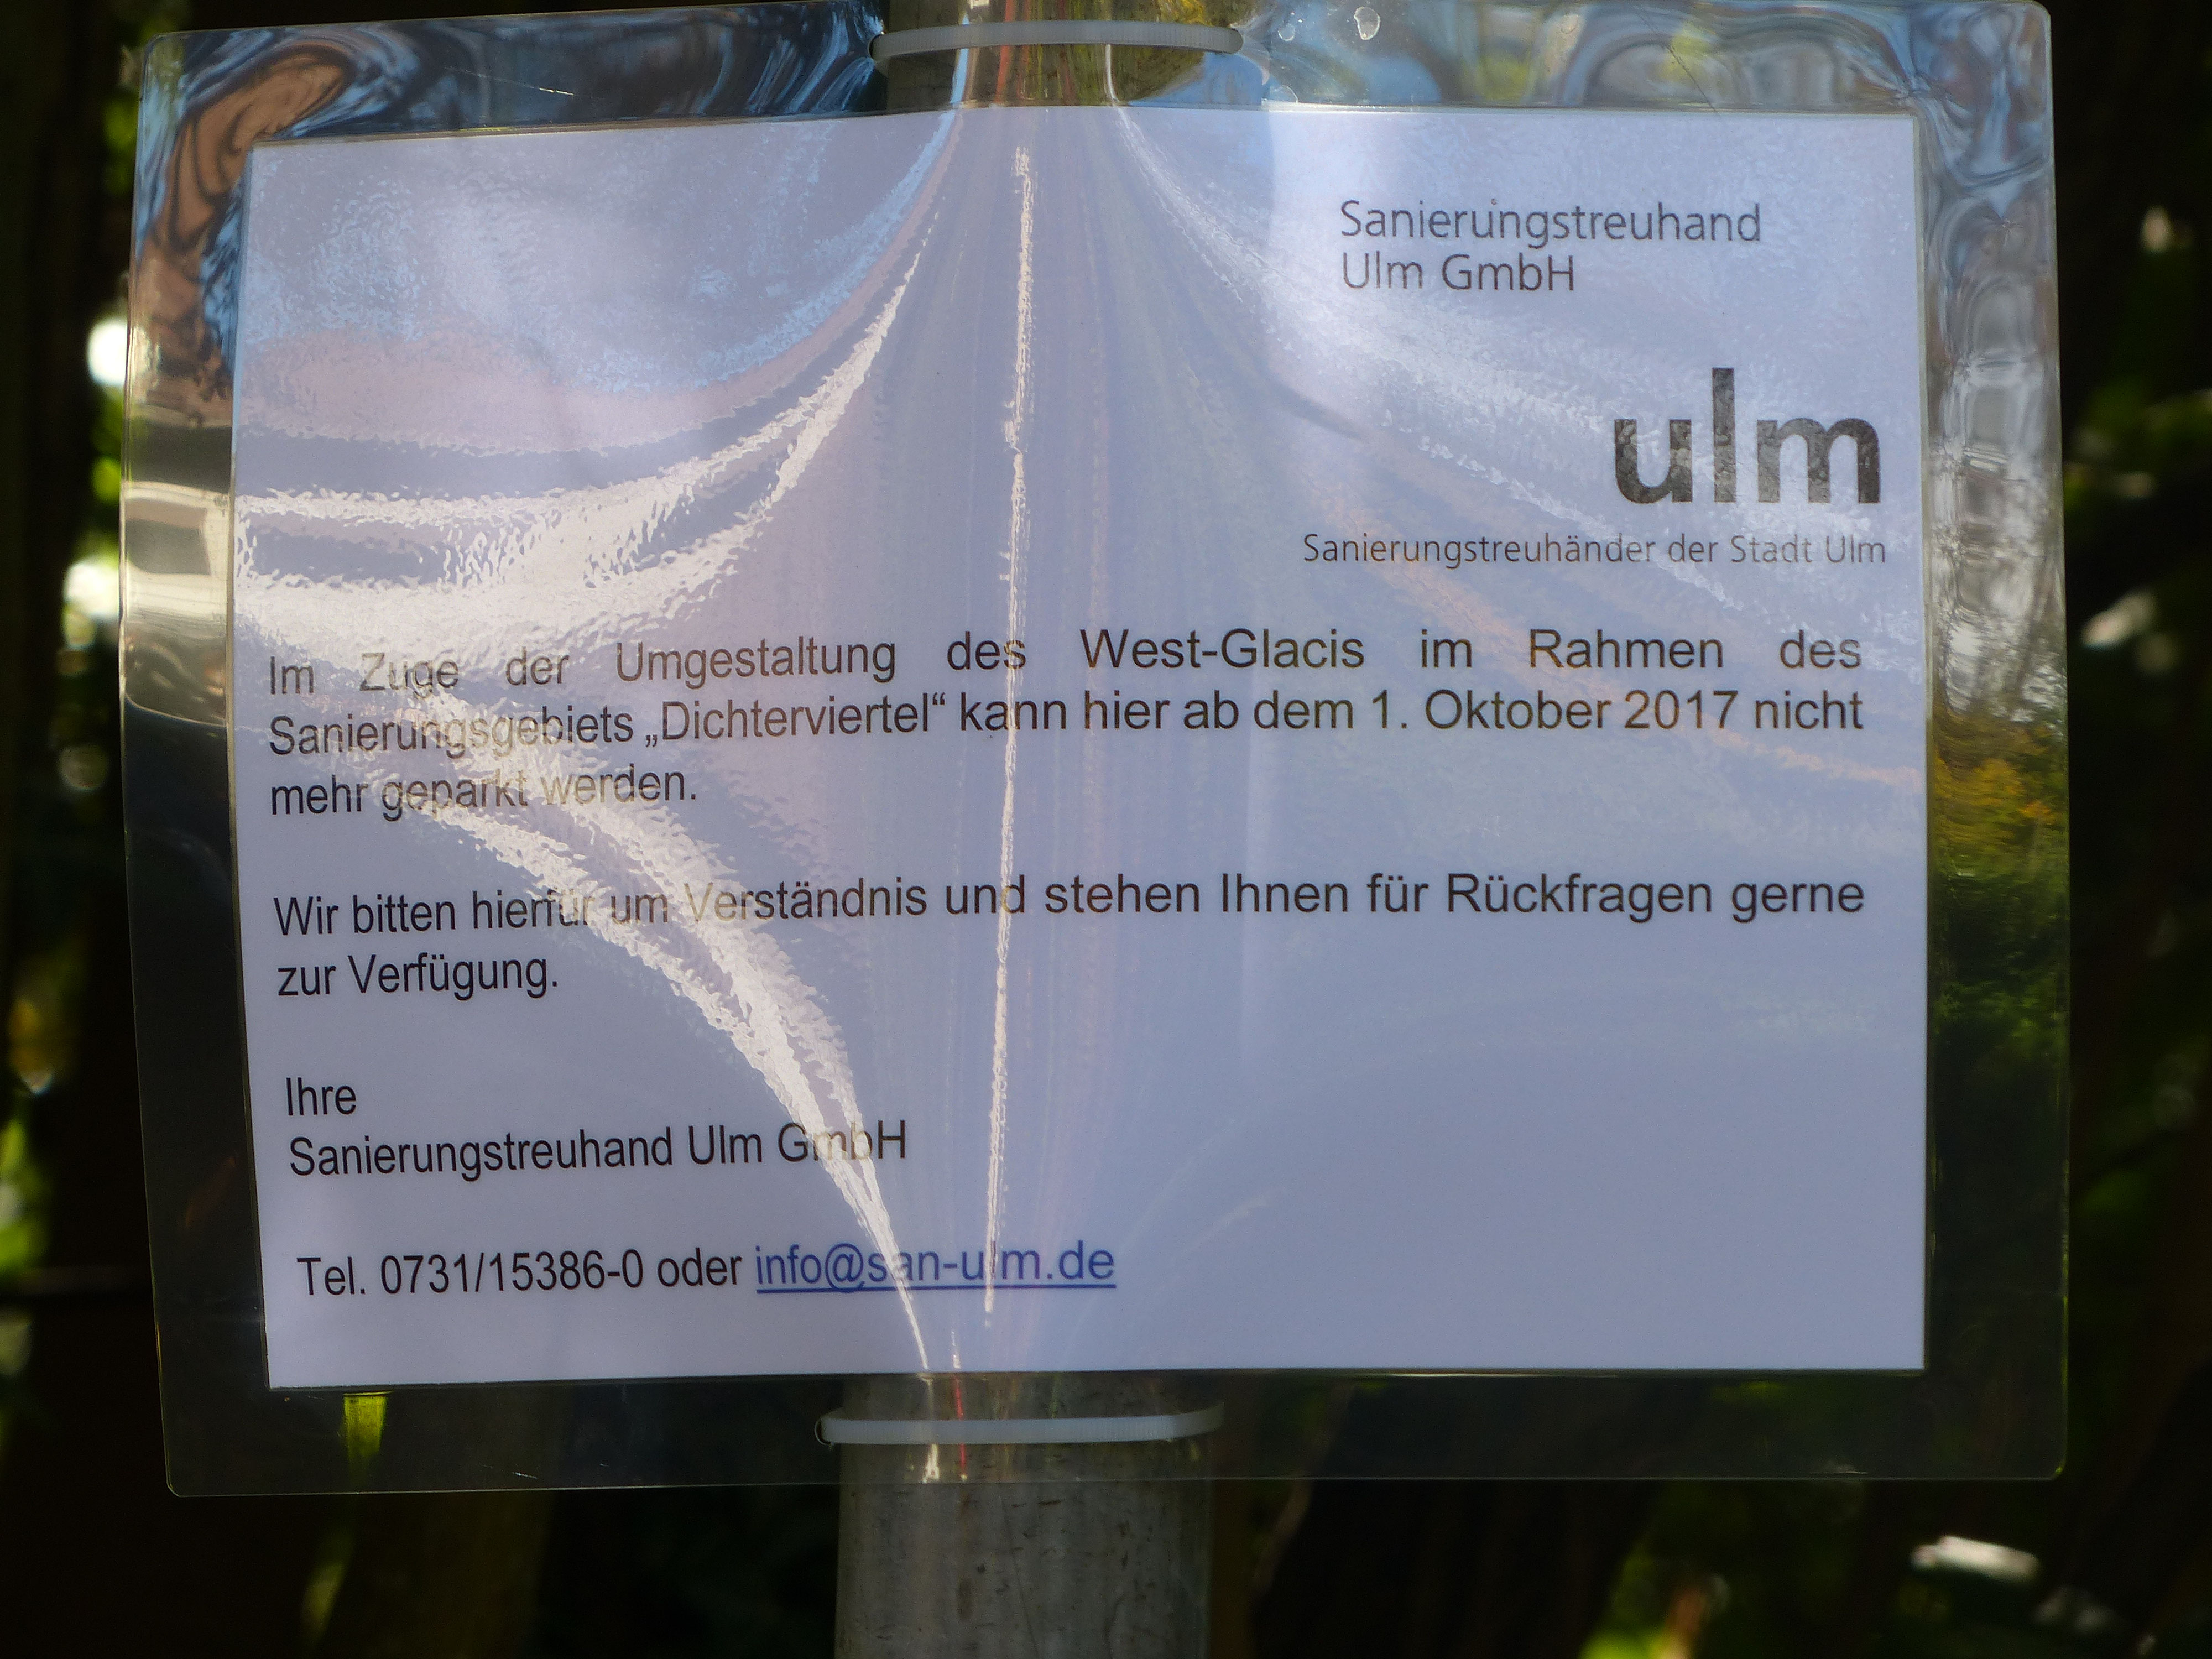 Sanierungstreuhand
Ulm GmbH
ulm
Sanierungstreuhänder der Stadt Ulm
Im Zuge der Umgestaltung des West-Glacis im Rahmen des
Sanierungsgebiets „Dichterviertel“ kann hier ab dem 1. Oktober 2017 nicht
mehr geparkt werden.
Wir bitten hierfür um Verständnis und stehen Ihnen für Rückfragen gerne
zur Verfügung.
Ihre
Sanierungstreuhand Ulm GmbH
Tel. 0731/15386-0 oder info@san-ulm.de